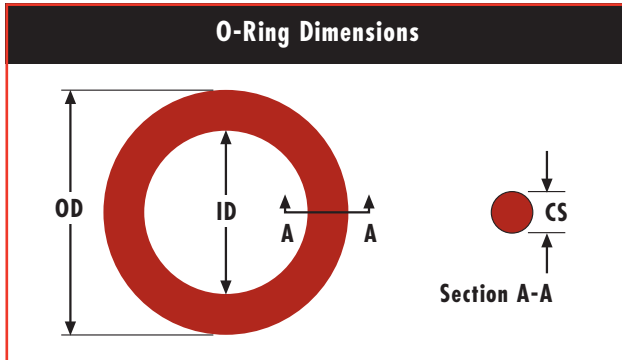 O-Ring Dimensions
OD
ID
A
A
CS
Section A-A